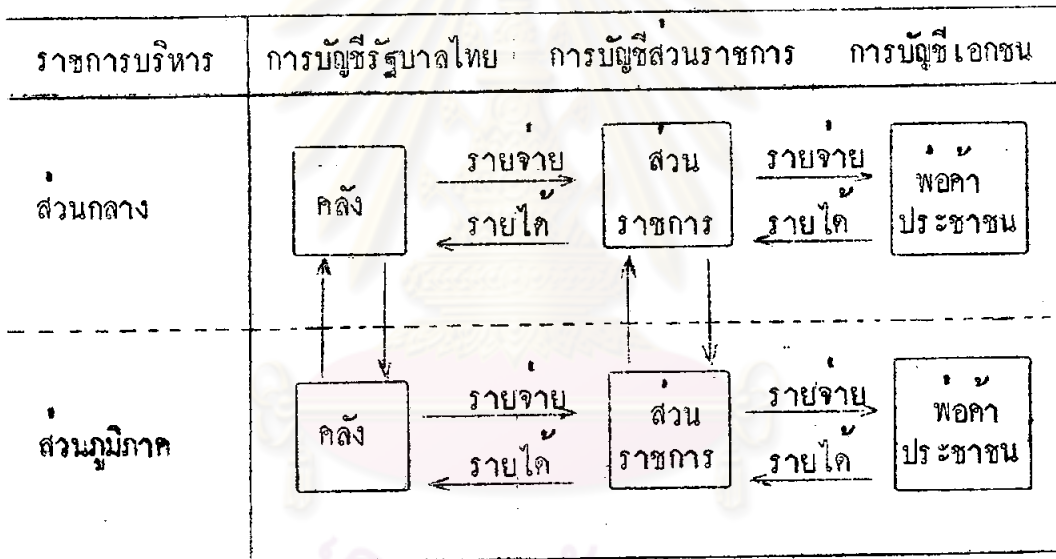 ราชการบริหาร การบัญชีรัฐบาลไทย การบัญชีส่วนราชการ การบัญชีเอกชน
ส่วนกลาง
คลัง
รายจ่าย
รายได้
ส่วน
ราชการ
รายจ่าย
รายได้
พ่อค้า
ประชาชน
ส่วนภูมิภาค
คลัง
รายจ่าย
รายได้
ส่วน
ราชการ
รายจ่าย
รายได้
พ่อค้า
ประชาชน